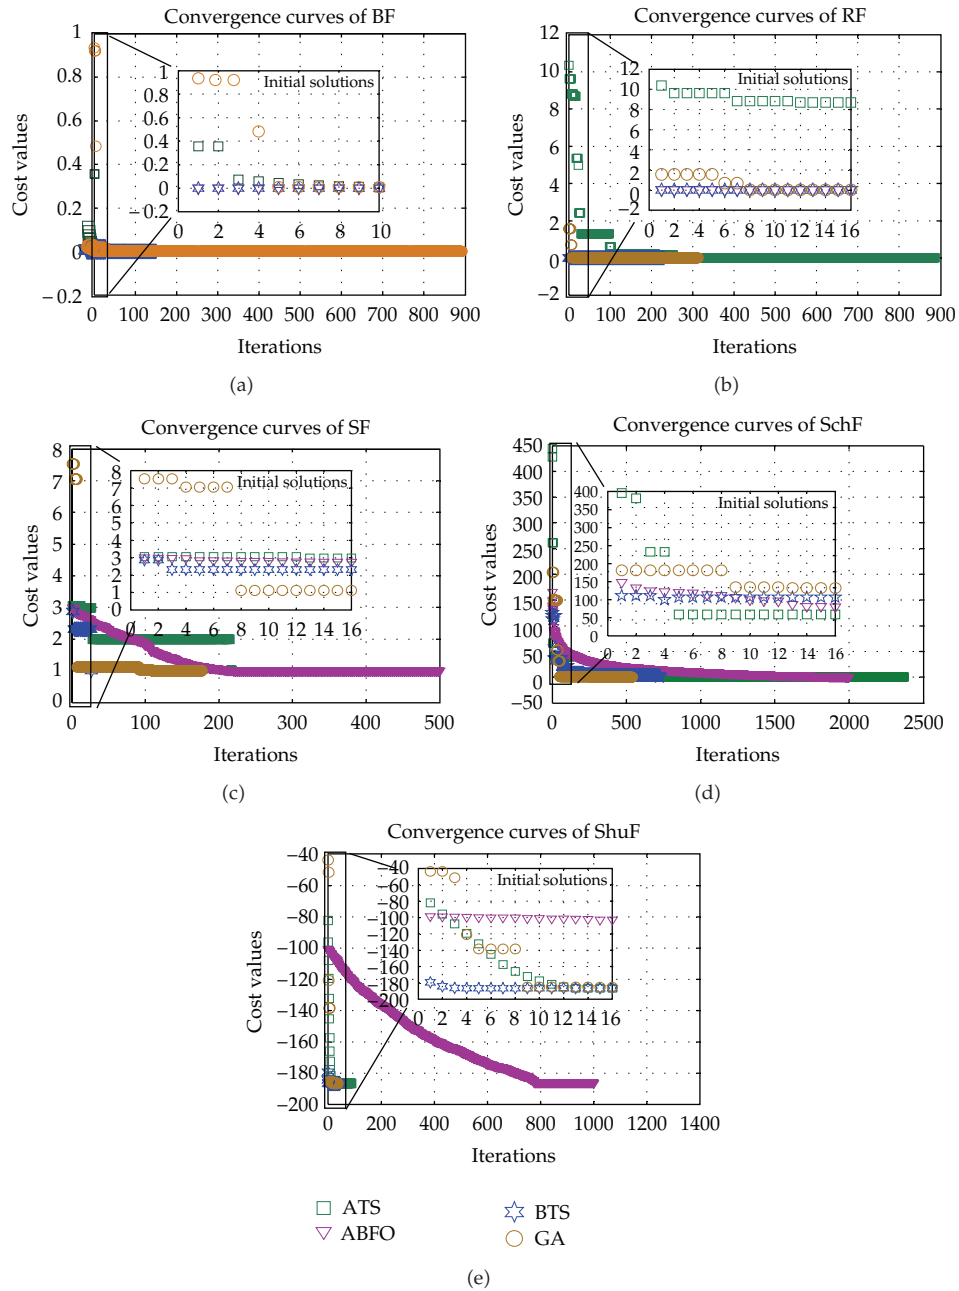 Convergence curves of BF
1
0.8
0.6
0.4
0.2
0
−0.2
Cost values
Initial solutions
1
0.8
0.6
0.4
0.2
0
−0.2
0 2 4 6 8 10
0 100 200 300 400 500 600 700 800 900
Iterations
(a)
Convergence curves of RF
12
10
8
6
4
2
0
−2
Cost values
Initial solutions
12
10
8
6
4
2
0
−2
0 2 4 6 8 10 12 14 16
0 100 200 300 400 500 600 700 800 900
Iterations
(b)
Convergence curves of SF
8
7
6
5
4
3
2
1
0
Cost values
Initial solutions
8
7
6
5
4
3
2
1
0
0 2 4 6 8 10 12 14 16
0 100 200 300 400 500
Iterations
(c)
Convergence curves of SchF
450
400
350
300
250
200
150
100
50
0
−50
Cost values
Initial solutions
400
350
300
250
200
150
100
50
0
0 2 4 6 8 10 12 14 16
0 500 1000 1500 2000 2500
Iterations
(d)
Convergence curves of ShuF
−40
−60
−80
−100
−120
−140
−160
−180
−200
Cost values
Initial solutions
−40
−60
−80
−100
−120
−140
−160
−180
−200
0 2 4 6 8 10 12 14 16
0 200 400 600 800 1000 1200 1400
Iterations
ATS
ABFO
BTS
GA
(e)